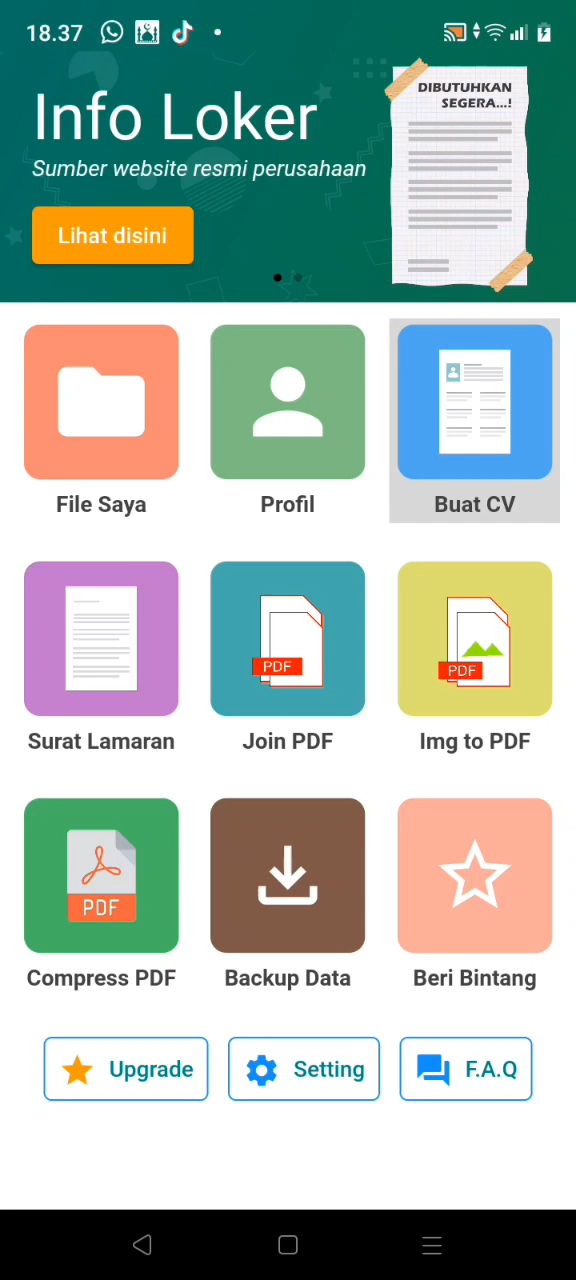 18.37
Info Loker
Sumber website resmi perusahaan
Lihat disini
DIBUTUHKAN
SEGERA...!
File Saya
Profil
Buat CV
PDF
PDF
Surat Lamaran
Join PDF
Img to PDF
PDF
Compress PDF
Backup Data
Beri Bintang
Upgrade
Setting
F.A.Q